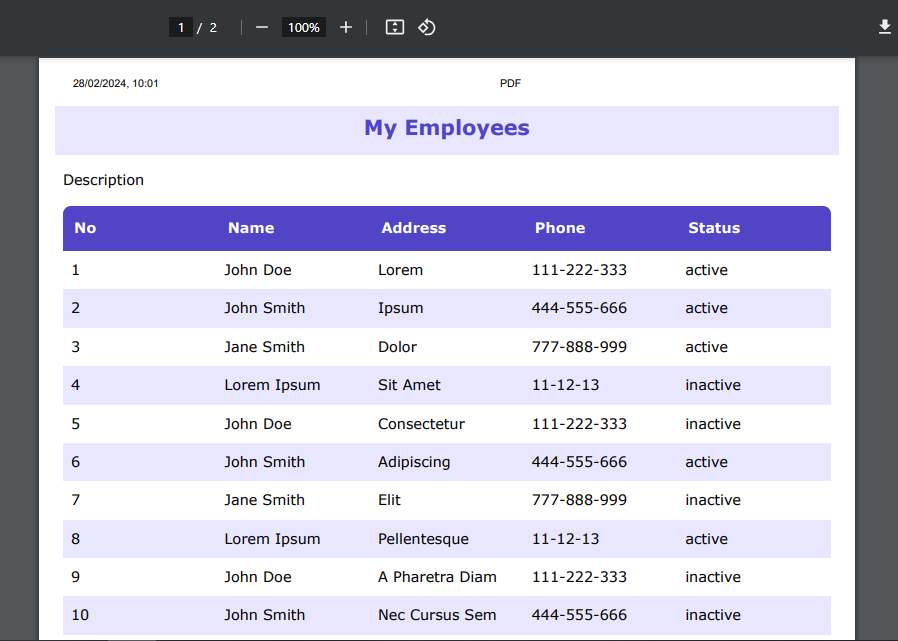 1 / 2 100%
28/02/2024, 10:01 PDF
My Employees
Description
No Name Address Phone Status
1 John Doe Lorem 111-222-333 active
2 John Smith Ipsum 444-555-666 active
3 Jane Smith Dolor 777-888-999 active
4 Lorem Ipsum Sit Amet 11-12-13 inactive
5 John Doe Consectetur 111-222-333 inactive
6 John Smith Adipiscing 444-555-666 active
7 Jane Smith Elit 777-888-999 inactive
8 Lorem Ipsum Pellentesque 11-12-13 active
9 John Doe A Pharetra Diam 111-222-333 inactive
10 John Smith Nec Cursus Sem 444-555-666 inactive